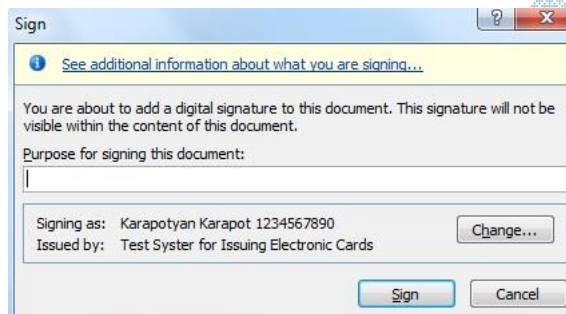 Sign
See additional information about what you are signing...
You are about to add a digital signature to this document. This signature will not be
visible within the content of this document.
Purpose for signing this document:
Signing as: Karapotyan Karapot 1234567890
Change...
Issued by: Test Syster for Issuing Electronic Cards
Sign
Cancel